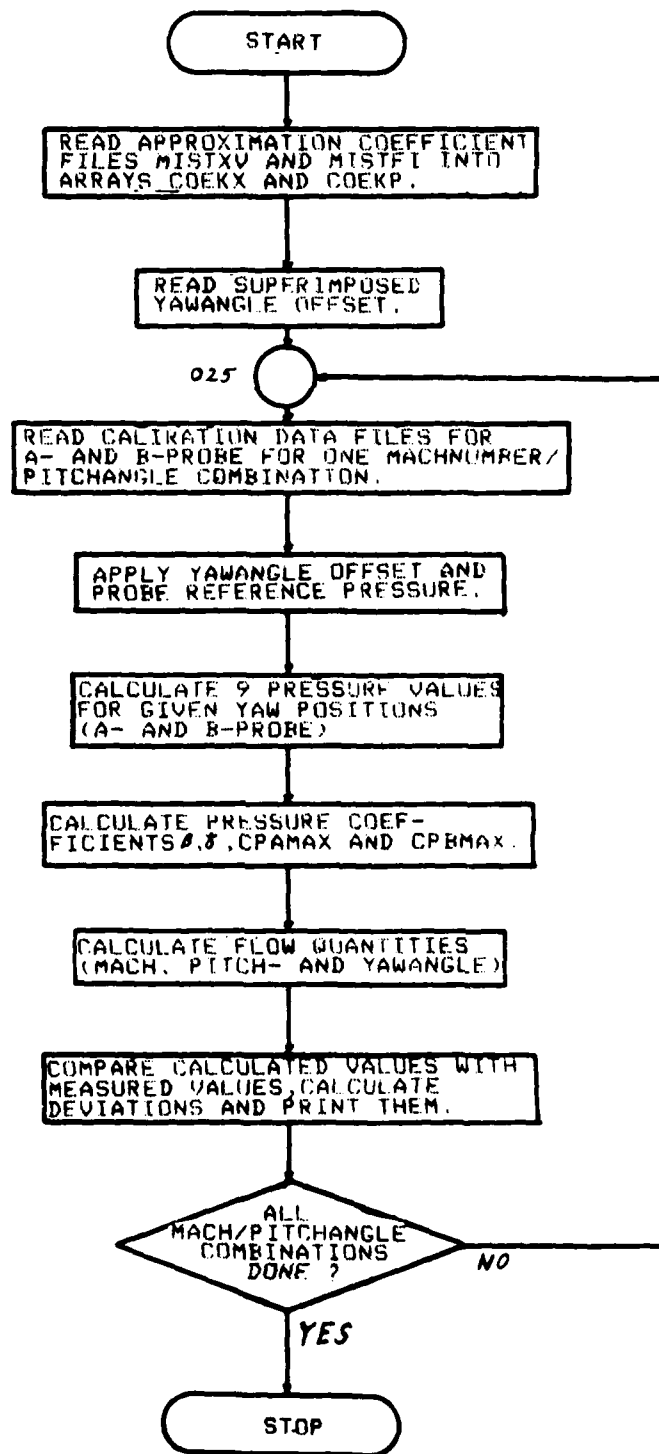 START
READ APPROXIMATION COEFFICIENT
FILES MISTXV AND MISTFI INTO
ARRAYS COEKX AND COEKP.
READ SUPERIMPOSED
YAWANGLE OFFSET.
025
READ CALIRATION DATA FILES FOR
A- AND B-PROBE FOR ONE MACHNUMBER/
PITCHANGLE COMBINATION.
APPLY YAWANGLE OFFSET AND
PROBE REFERENCE PRESSURE.
CALCULATE 9 PRESSURE VALUES
FOR GIVEN YAW POSITIONS
(A- AND B-PROBE)
CALCULATE PRESSURE COEF-
FICIENTS β,γ,CPAMAX AND CPBMAX.
CALCULATE FLOW QUANTITIES
(MACH, PITCH- AND YAWANGLE)
COMPARE CALCULATED VALUES WITH
MEASURED VALUES,CALCULATE
DEVIATIONS AND PRINT THEM.
ALL
MACH/PITCHANGLE
COMBINATIONS
DONE ?
NO
YES
STOP